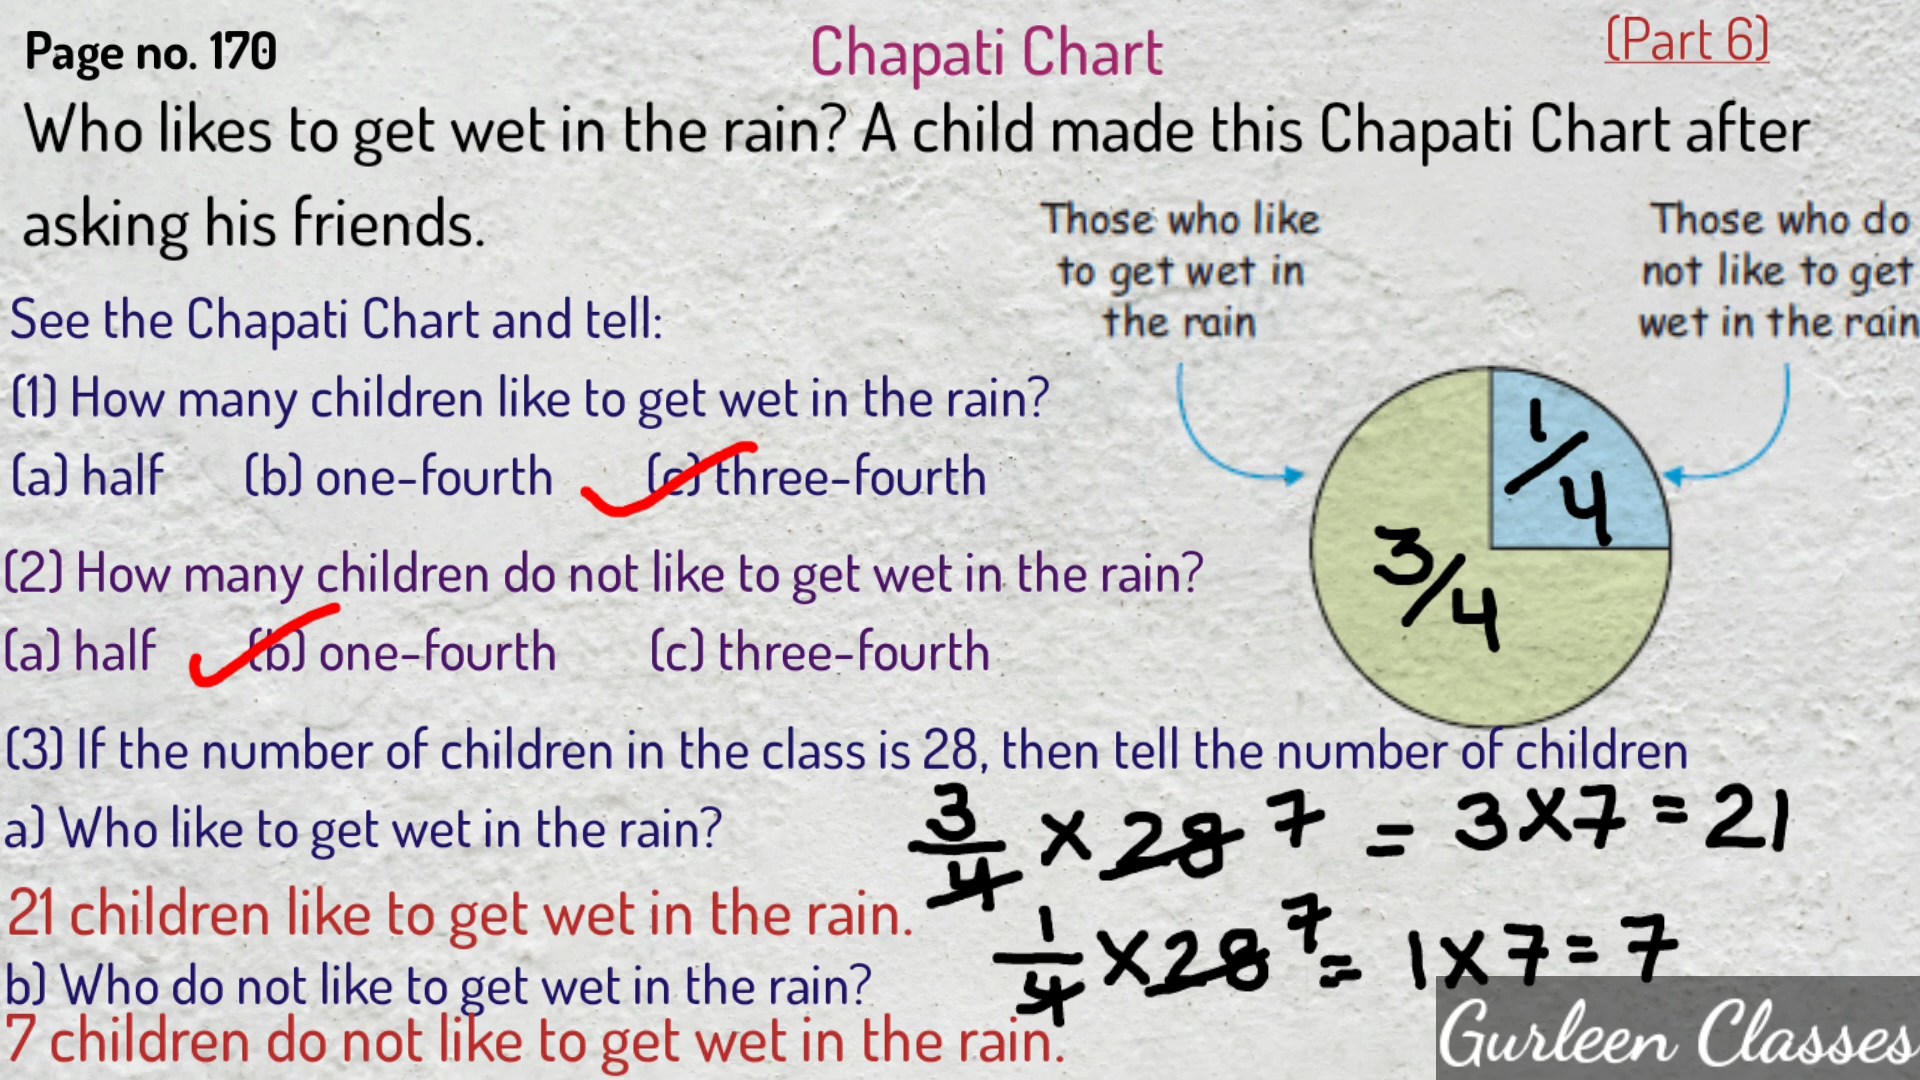 Page no. 170
Chapati Chart
(Part 6)
Who likes to get wet in the rain? A child made this Chapati Chart after
asking his friends.
Those who like
to get wet in
the rain
Those who do
not like to get
wet in the rain
See the Chapati Chart and tell:
(1) How many children like to get wet in the rain?
(a) half (b) one-fourth (c) three-fourth
1/4
3/4
(2) How many children do not like to get wet in the rain?
(a) half (b) one-fourth (c) three-fourth
(3) If the number of children in the class is 28, then tell the number of children
a) Who like to get wet in the rain?
3/4 × 28 7 = 3×7 = 21
21 children like to get wet in the rain.
1/4 × 28 7 = 1×7 = 7
b) Who do not like to get wet in the rain?
7 children do not like to get wet in the rain.
Gurleen Classes